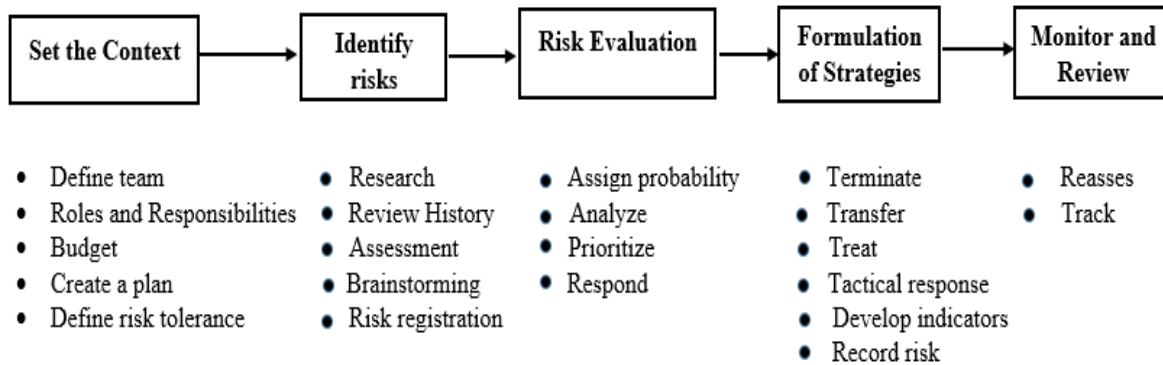 Set the Context
Identify
risks
Risk Evaluation
Formulation
of Strategies
Monitor and
Review
Define team
Roles and Responsibilities
Budget
Create a plan
Define risk tolerance
Research
Review History
Assessment
Brainstorming
Risk registration
Assign probability
Analyze
Prioritize
Respond
Terminate
Transfer
Treat
Tactical response
Develop indicators
Record risk
Reasses
Track